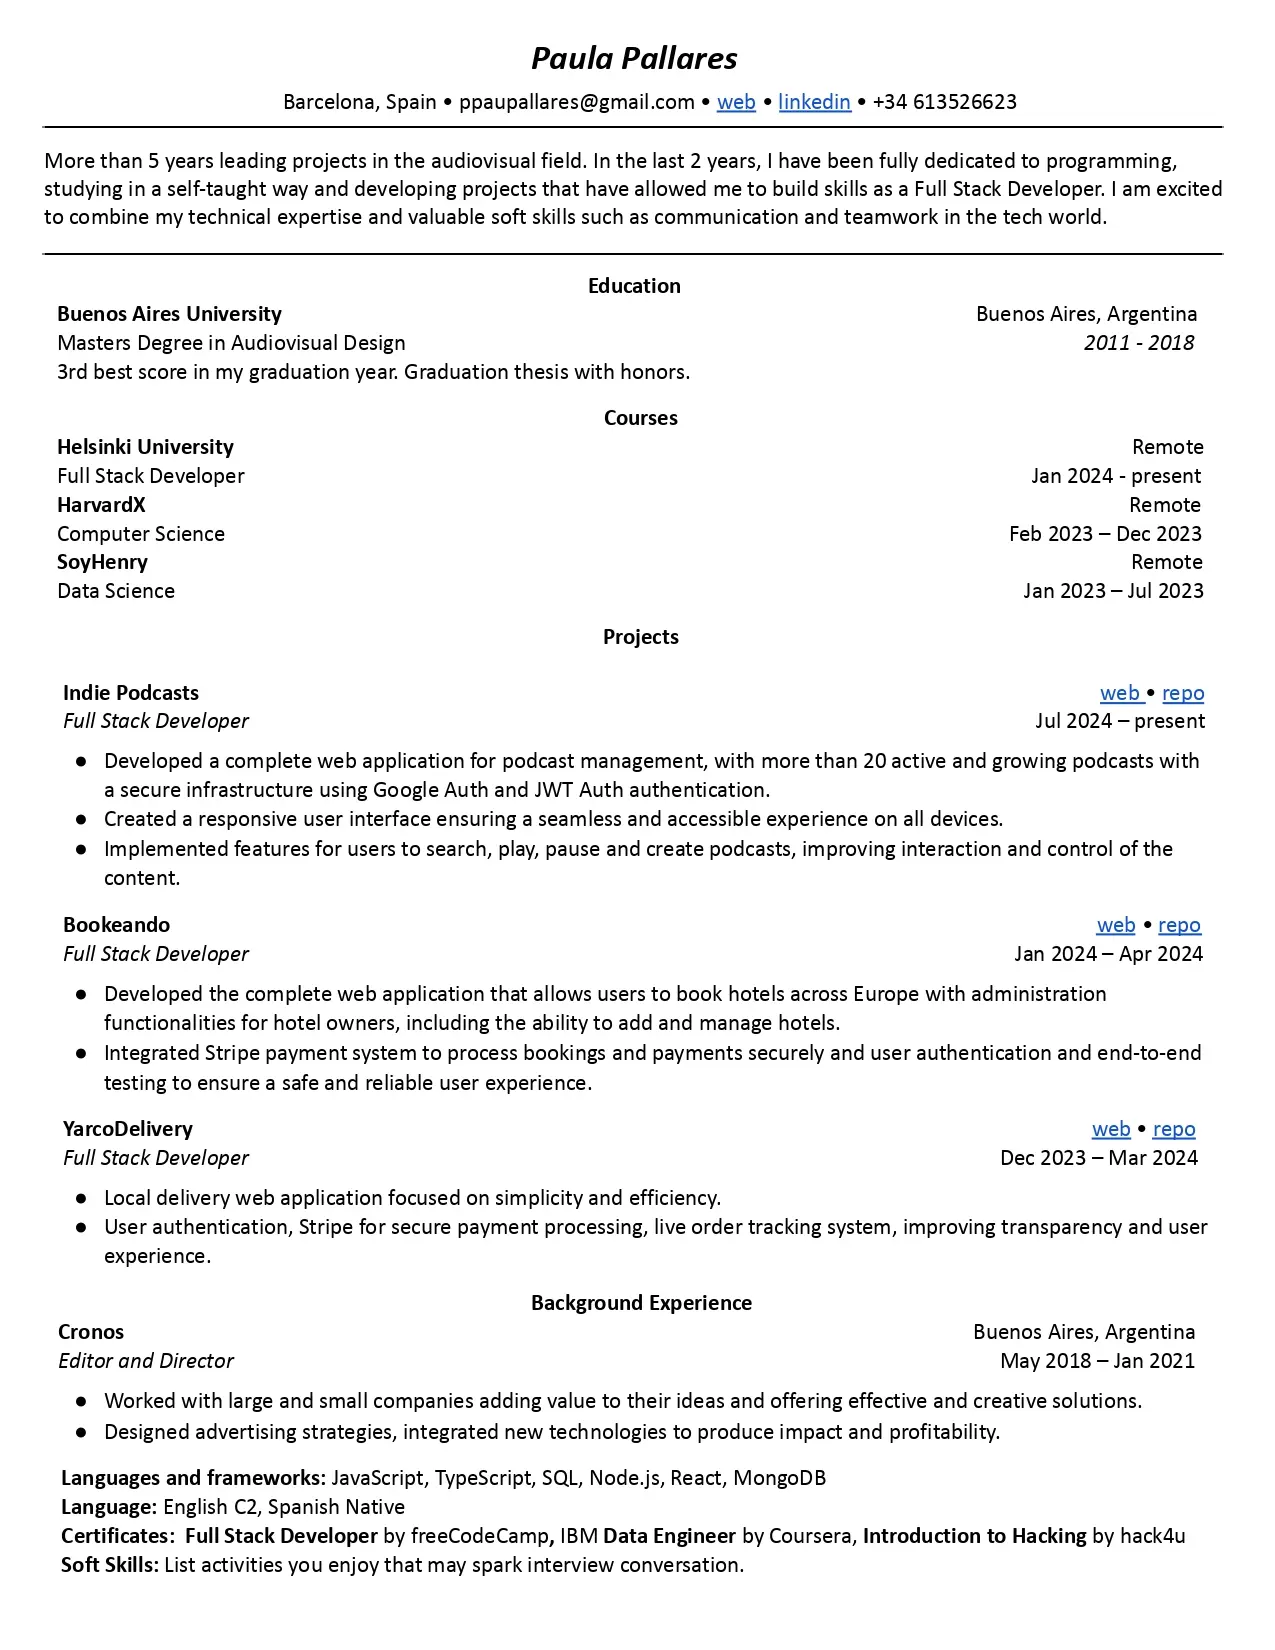 Paula Pallares
Barcelona, Spain • ppaupallares@gmail.com • web • linkedin • +34 613526623
More than 5 years leading projects in the audiovisual field. In the last 2 years, I have been fully dedicated to programming,
studying in a self-taught way and developing projects that have allowed me to build skills as a Full Stack Developer. I am excited
to combine my technical expertise and valuable soft skills such as communication and teamwork in the tech world.
Education
Buenos Aires University Buenos Aires, Argentina
Masters Degree in Audiovisual Design 2011 - 2018
3rd best score in my graduation year. Graduation thesis with honors.
Courses
Helsinki University Remote
Full Stack Developer Jan 2024 - present
HarvardX Remote
Computer Science Feb 2023 – Dec 2023
SoyHenry Remote
Data Science Jan 2023 – Jul 2023
Projects
Indie Podcasts web • repo
Full Stack Developer Jul 2024 – present
● Developed a complete web application for podcast management, with more than 20 active and growing podcasts with
a secure infrastructure using Google Auth and JWT Auth authentication.
● Created a responsive user interface ensuring a seamless and accessible experience on all devices.
● Implemented features for users to search, play, pause and create podcasts, improving interaction and control of the
content.
Bookeando web • repo
Full Stack Developer Jan 2024 – Apr 2024
● Developed the complete web application that allows users to book hotels across Europe with administration
functionalities for hotel owners, including the ability to add and manage hotels.
● Integrated Stripe payment system to process bookings and payments securely and user authentication and end-to-end
testing to ensure a safe and reliable user experience.
YarcoDelivery web • repo
Full Stack Developer Dec 2023 – Mar 2024
● Local delivery web application focused on simplicity and efficiency.
● User authentication, Stripe for secure payment processing, live order tracking system, improving transparency and user
experience.
Background Experience
Cronos Buenos Aires, Argentina
Editor and Director May 2018 – Jan 2021
● Worked with large and small companies adding value to their ideas and offering effective and creative solutions.
● Designed advertising strategies, integrated new technologies to produce impact and profitability.
Languages and frameworks: JavaScript, TypeScript, SQL, Node.js, React, MongoDB
Language: English C2, Spanish Native
Certificates: Full Stack Developer by freeCodeCamp, IBM Data Engineer by Coursera, Introduction to Hacking by hack4u
Soft Skills: List activities you enjoy that may spark interview conversation.